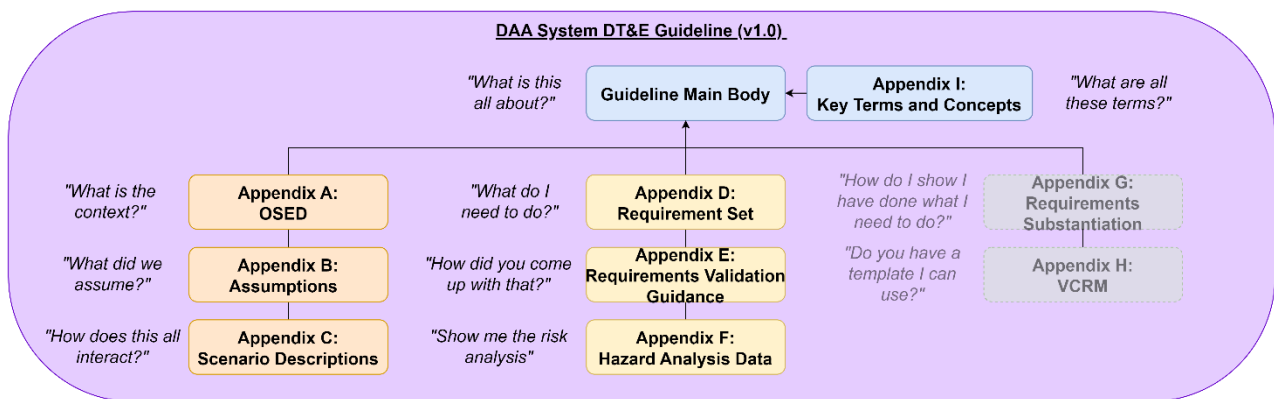 DAA System DT&E Guideline (v1.0)
"What is this
all about?"
Guideline Main Body
Appendix I:
Key Terms and Concepts
"What are all
these terms?"
"What is the
context?"
Appendix A:
OSED
"What do I
need to do?"
Appendix D:
Requirement Set
"How do I show I
have done what I
need to do?"
Appendix G:
Requirements
Substantiation
"What did we
assume?"
Appendix B:
Assumptions
"How did you come
up with that?"
Appendix E:
Requirements Validation
Guidance
"Do you have a
template I can
use?"
Appendix H:
VCRM
"How does this all
interact?"
Appendix C:
Scenario Descriptions
"Show me the risk
analysis"
Appendix F:
Hazard Analysis Data